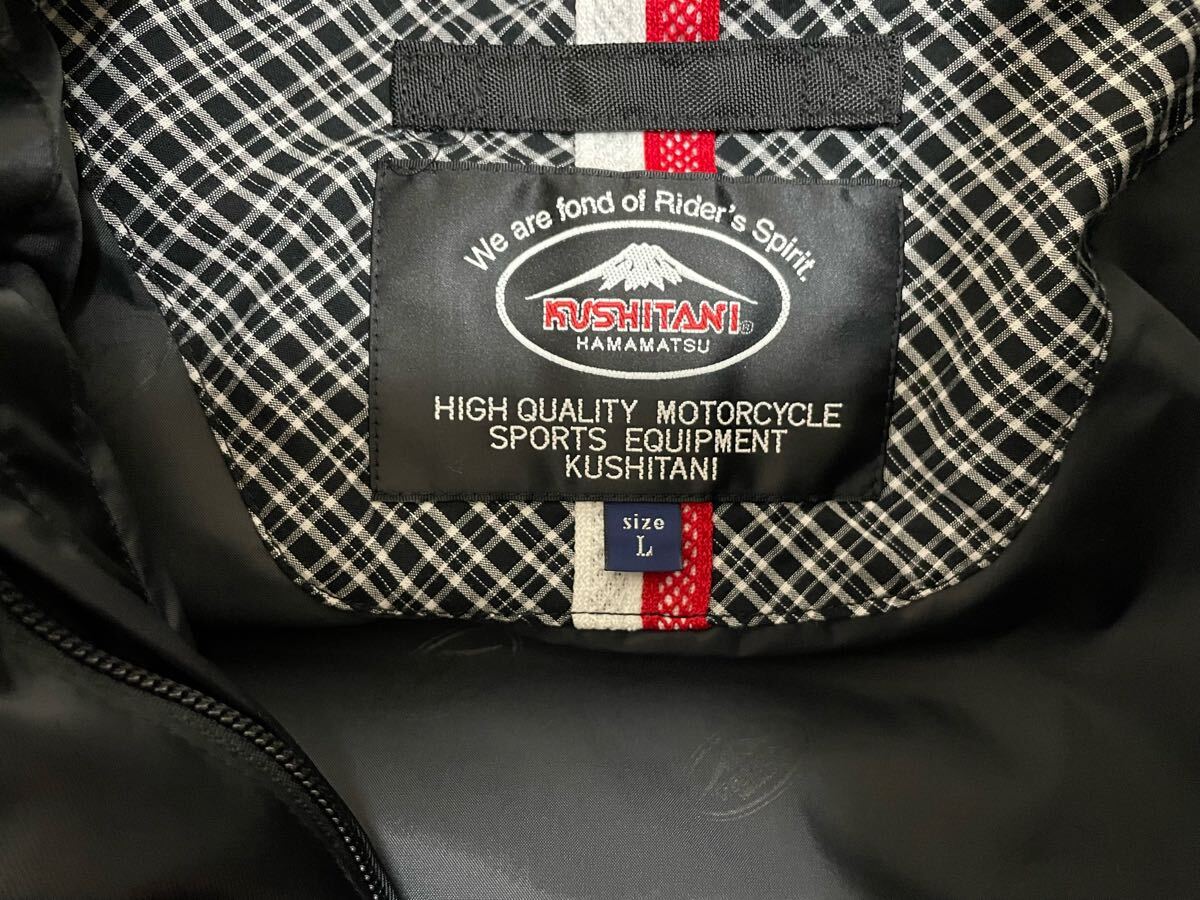 We are fond of Rider's Spirit.
KUSHITANI®
HAMAMATSU
HIGH QUALITY MOTORCYCLE
SPORTS EQUIPMENT
KUSHITANI
size
L